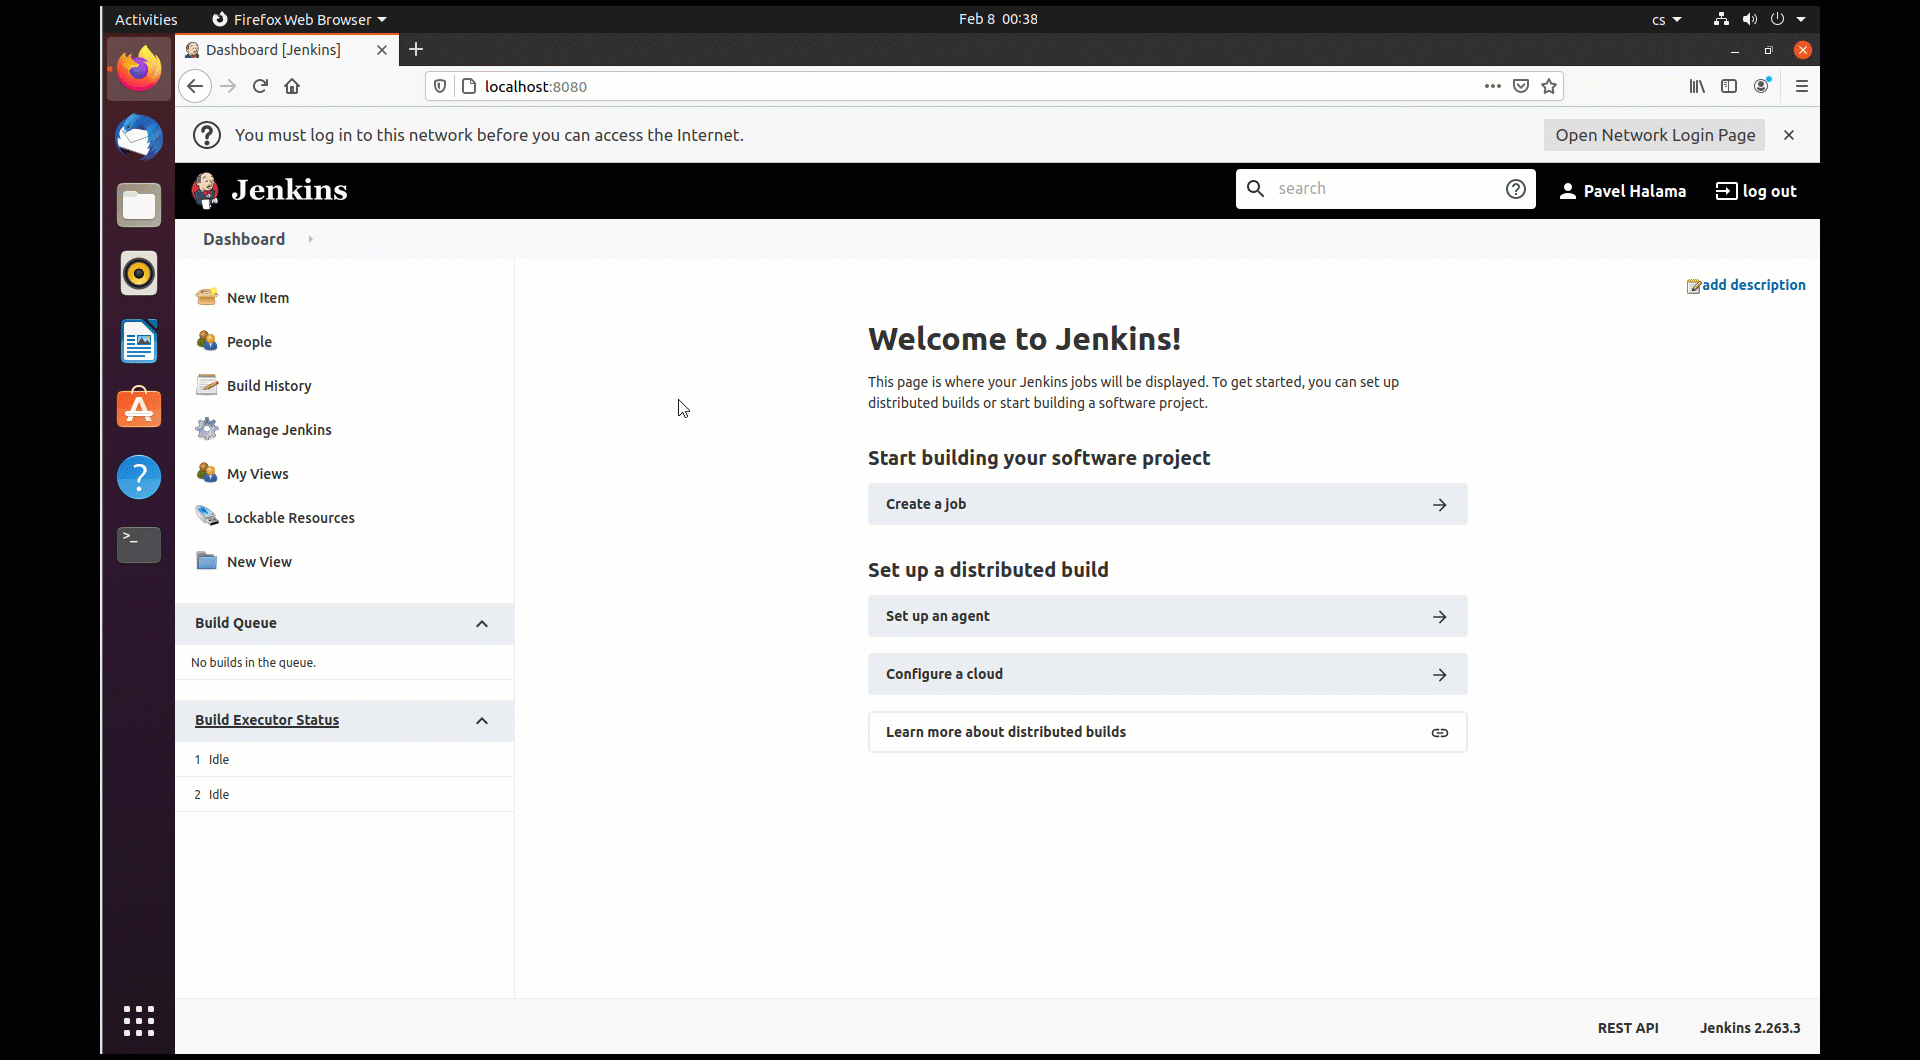 Activities
Firefox Web Browser
Feb 8 00:38
cs
Dashboard [Jenkins]
localhost:8080
You must log in to this network before you can access the Internet.
Open Network Login Page
Jenkins
search
Pavel Halama
log out
Dashboard
New Item
People
Build History
Manage Jenkins
My Views
Lockable Resources
New View
Build Queue
No builds in the queue.
Build Executor Status
1 Idle
2 Idle
add description
Welcome to Jenkins!
This page is where your Jenkins jobs will be displayed. To get started, you can set up
distributed builds or start building a software project.
Start building your software project
Create a job
Set up a distributed build
Set up an agent
Configure a cloud
Learn more about distributed builds
REST API
Jenkins 2.263.3